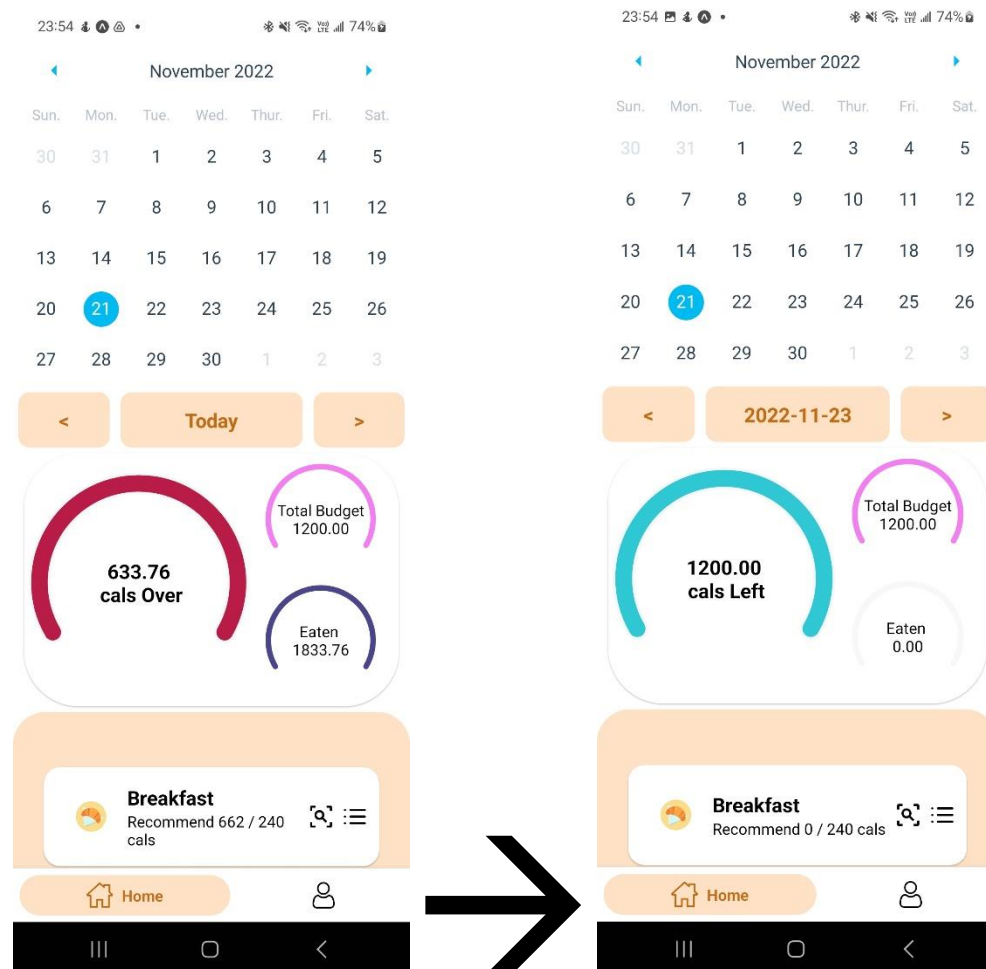 23:54
74%
November 2022
Sun. Mon. Tue. Wed. Thur. Fri. Sat.
30 31 1 2 3 4 5
6 7 8 9 10 11 12
13 14 15 16 17 18 19
20 21 22 23 24 25 26
27 28 29 30 1 2 3
< Today >
633.76
cals Over
Total Budget
1200.00
Eaten
1833.76
Breakfast
Recommend 662 / 240
cals
Home
23:54
74%
November 2022
Sun. Mon. Tue. Wed. Thur. Fri. Sat.
30 31 1 2 3 4 5
6 7 8 9 10 11 12
13 14 15 16 17 18 19
20 21 22 23 24 25 26
27 28 29 30 1 2 3
< 2022-11-23 >
1200.00
cals Left
Total Budget
1200.00
Eaten
0.00
Breakfast
Recommend 0 / 240 cals
Home